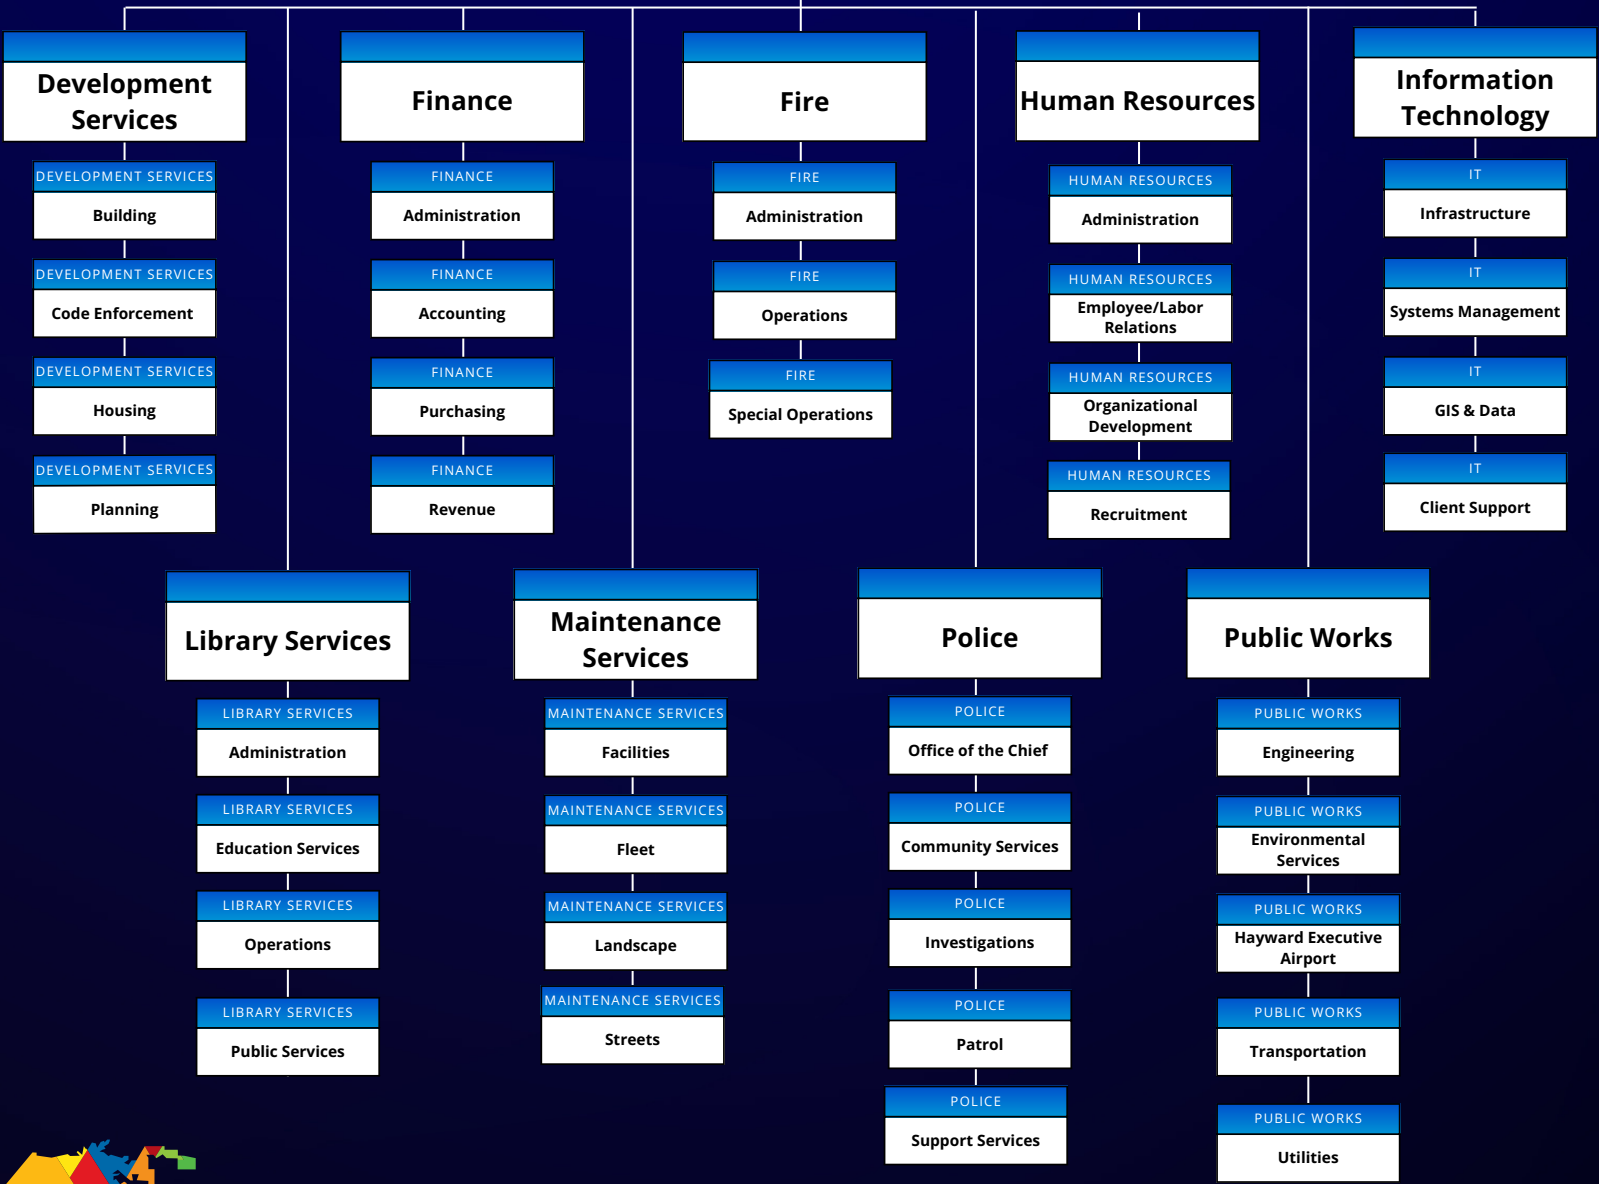 Development
Services
DEVELOPMENT SERVICES
Building
DEVELOPMENT SERVICES
Code Enforcement
DEVELOPMENT SERVICES
Housing
DEVELOPMENT SERVICES
Planning
Finance
FINANCE
Administration
FINANCE
Accounting
FINANCE
Purchasing
FINANCE
Revenue
Fire
FIRE
Administration
FIRE
Operations
FIRE
Special Operations
Human Resources
HUMAN RESOURCES
Administration
HUMAN RESOURCES
Employee/Labor
Relations
HUMAN RESOURCES
Organizational
Development
HUMAN RESOURCES
Recruitment
Information
Technology
IT
Infrastructure
IT
Systems Management
IT
GIS & Data
IT
Client Support
Library Services
LIBRARY SERVICES
Administration
LIBRARY SERVICES
Education Services
LIBRARY SERVICES
Operations
LIBRARY SERVICES
Public Services
Maintenance
Services
MAINTENANCE SERVICES
Facilities
MAINTENANCE SERVICES
Fleet
MAINTENANCE SERVICES
Landscape
MAINTENANCE SERVICES
Streets
Police
POLICE
Office of the Chief
POLICE
Community Services
POLICE
Investigations
POLICE
Patrol
POLICE
Support Services
Public Works
PUBLIC WORKS
Engineering
PUBLIC WORKS
Environmental
Services
PUBLIC WORKS
Hayward Executive
Airport
PUBLIC WORKS
Transportation
PUBLIC WORKS
Utilities